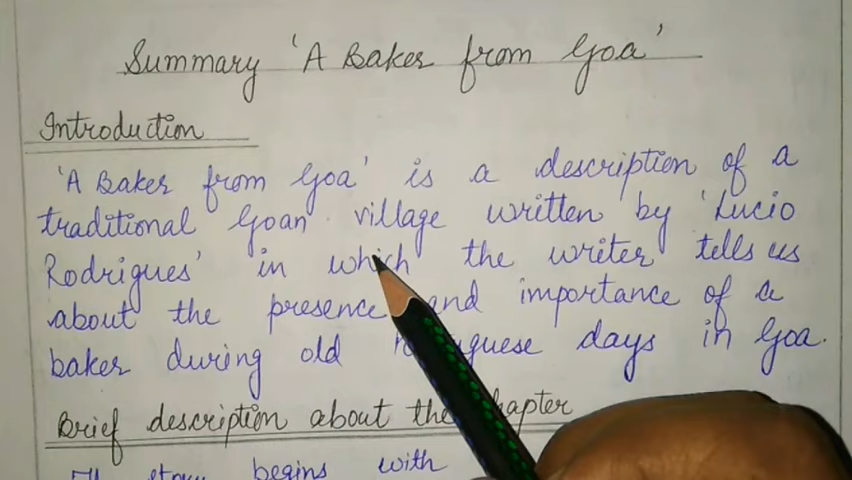 Summary 'A Baker from Goa'
Introduction
'A Baker from Goa' is a description of a
traditional Goan village written by 'Lucio
Rodrigues' in which the writer tells us
about the presence and importance of a
baker during old days in Goa.
Brief description about the
begins with